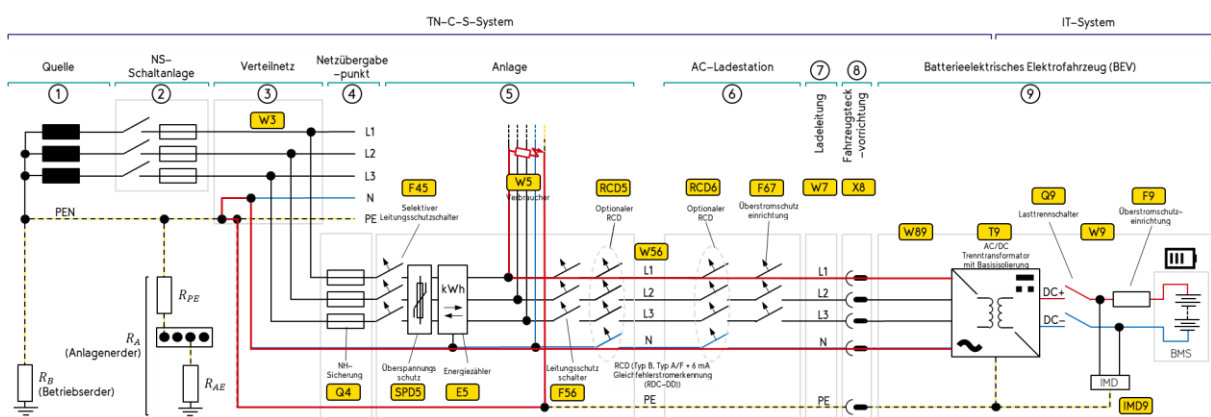 TN-C-S-System
IT-System
Quelle
NS-
Schaltanlage
Verteilnetz
Netzübergabe
-punkt
Anlage
AC-Ladestation
Ladeleitung
Fahrzeugsteck
-vorrichtung
Batterieelektrisches Elektrofahrzeug (BEV)
1
2
3
4
5
6
7
8
9
W3
L1
L2
L3
N
PE
PEN
F45
Selektiver
Leitungsschutzschalter
W5
Verbraucher
RCD5
Optionaler
RCD
RCD6
Optionaler
RCD
F67
Überstromschutz
einrichtung
W7
X8
W89
T9
AC/DC
Trenntransformator
mit Basisisolierung
Q9
Lasttrennschalter
W9
F9
Überstromschutz-
einrichtung
W56
L1
L2
L3
N
L1
L2
L3
N
kWh
DC+
DC-
BMS
R_PE
R_A
(Anlagenerder)
R_AE
R_B
(Betriebserder)
NH-
Sicherung
Q4
Überspannungs
schutz
SPD5
Energiezähler
E5
Leitungsschutz
schalter
F56
RCD (Typ B, Typ A/F + 6 mA
Gleichfehlerstromerkennung
(RDC-DD))
PE
PE
IMD
IMD9